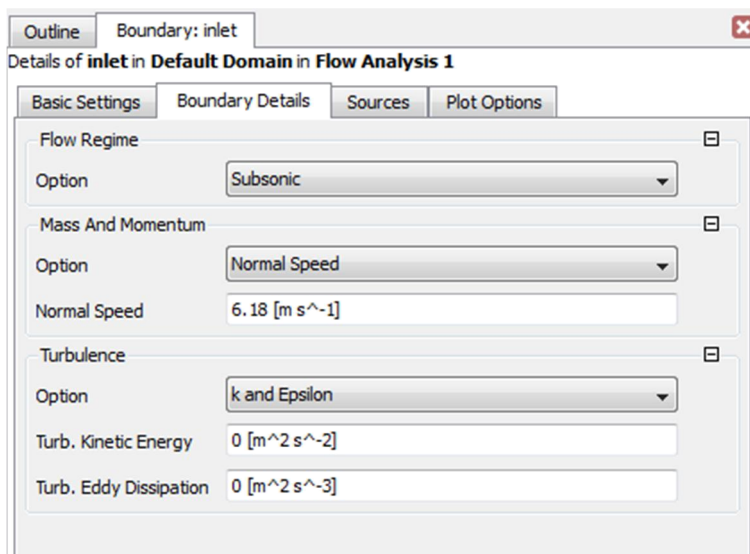 Outline Boundary: inlet
Details of inlet in Default Domain in Flow Analysis 1
Basic Settings Boundary Details Sources Plot Options
Flow Regime
Option Subsonic
Mass And Momentum
Option Normal Speed
Normal Speed 6.18 [m s^-1]
Turbulence
Option k and Epsilon
Turb. Kinetic Energy 0 [m^2 s^-2]
Turb. Eddy Dissipation 0 [m^2 s^-3]